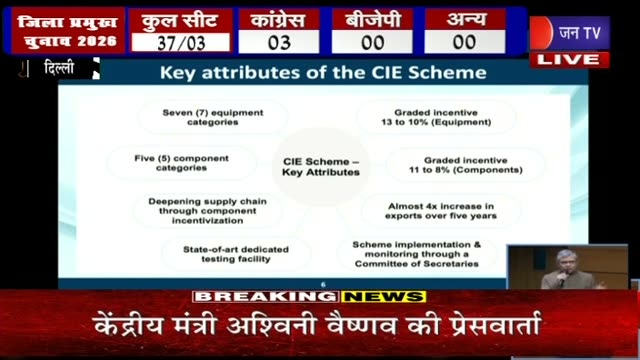 जिला प्रमुख
चुनाव 2026
कुल सीट
37/03
कांग्रेस
03
बीजेपी
00
अन्य
00
जन TV
LIVE
दिल्ली
Key attributes of the CIE Scheme
Seven (7) equipment
categories
Graded incentive
13 to 10% (Equipment)
Five (5) component
categories
CIE Scheme –
Key Attributes
Graded incentive
11 to 8% (Components)
Deepening supply chain
through component
incentivization
Almost 4x increase in
exports over five years
State-of-art dedicated
testing facility
Scheme implementation &
monitoring through a
Committee of Secretaries
6
BREAKING NEWS
केंद्रीय मंत्री अश्विनी वैष्णव की प्रेसवार्ता